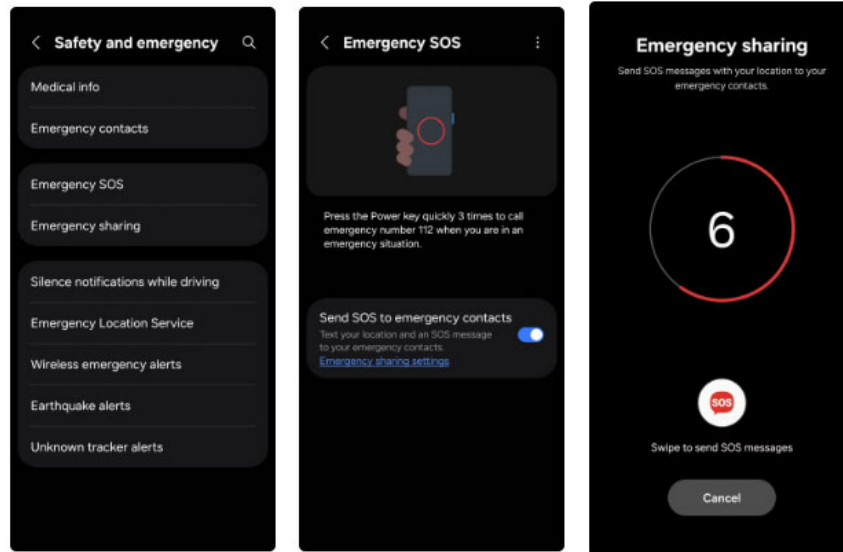 Safety and emergency
Medical info
Emergency contacts
Emergency SOS
Emergency sharing
Silence notifications while driving
Emergency Location Service
Wireless emergency alerts
Earthquake alerts
Unknown tracker alerts
Emergency SOS
Press the Power key quickly 3 times to call
emergency number 112 when you are in an
emergency situation.
Send SOS to emergency contacts
Text your location and an SOS message
to your emergency contacts.
Emergency sharing settings
Emergency sharing
Send SOS messages with your location to your
emergency contacts.
6
SOS
Swipe to send SOS messages
Cancel